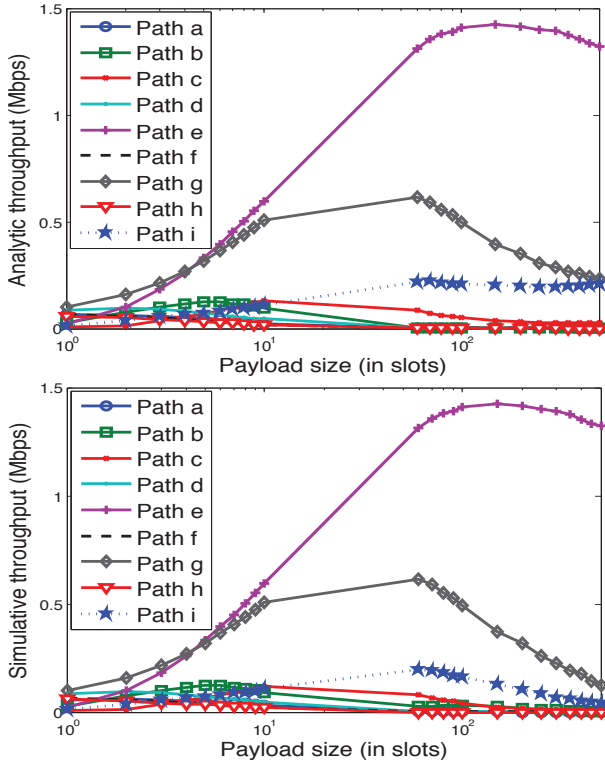 Analytic throughput (Mbps)
1.5
1
0.5
0
Path a
Path b
Path c
Path d
Path e
Path f
Path g
Path h
Path i
10^0
10^1
10^2
Payload size (in slots)
Simulative throughput (Mbps)
1.5
1
0.5
0
Path a
Path b
Path c
Path d
Path e
Path f
Path g
Path h
Path i
10^0
10^1
10^2
Payload size (in slots)